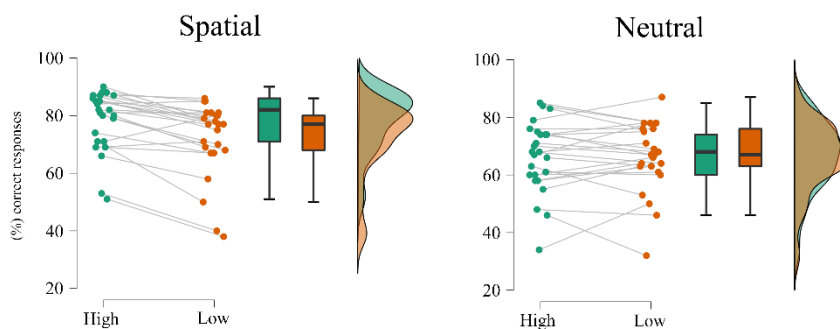 Spatial
Neutral
(%) correct responses
100
80
60
40
20
High
Low
100
80
60
40
20
High
Low